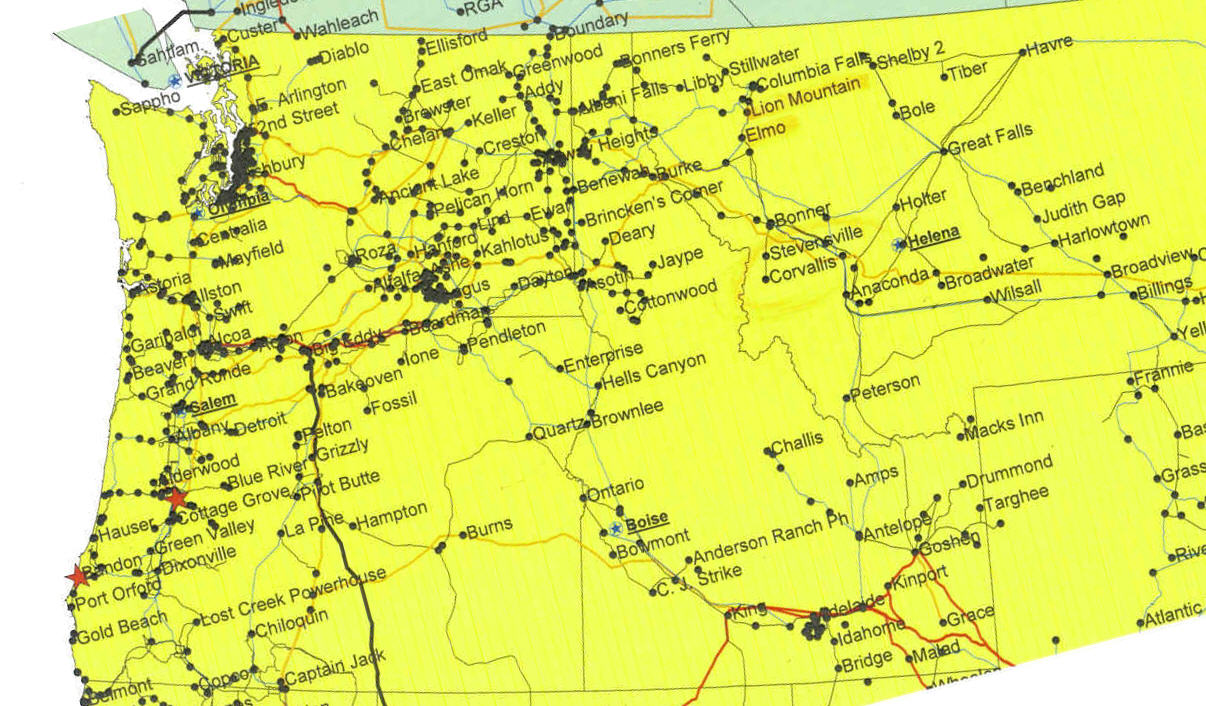 Wahleach
RGA
Boundary
Custer
Ellisford
Diablo
Greenwood
Bonners Ferry
Stillwater
Havre
Shelby 2
Tiber
VICTORIA
East Omak
Addy
Libby
Columbia Falls
Sappho
Arlington
Brewster
Keller
Albeni Falls
Lion Mountain
Bole
2nd Street
Chelan
Creston
Heights
Elmo
Great Falls
Ancient Lake
Benewah
Burke
Benchland
Olympia
Pelican Horn
Brincken's Corner
Bonner
Holter
Judith Gap
Centralia
Lind
Ewan
Deary
Stevensville
Helena
Harlowtown
Mayfield
Roza
Hanford
Kahlotus
Jaype
Corvallis
Anaconda
Broadwater
Broadview
Astoria
Allston
Alfalfa
Dayton
Asotin
Cottonwood
Wilsall
Billings
Swift
Garibaldi
Alcoa
Big Eddy
Boardman
Pendleton
Beaver
Ione
Enterprise
Hells Canyon
Peterson
Frannie
Grand Ronde
Bakeoven
Fossil
Salem
Albany
Detroit
Pelton
Quartz
Brownlee
Macks Inn
Alderwood
Blue River
Grizzly
Challis
Cottage Grove
Pilot Butte
Ontario
Amps
Drummond
Targhee
Hauser
Green Valley
La Pine
Hampton
Burns
Boise
Bowmont
Anderson Ranch Ph
Antelope
Goshen
Bandon
Dixonville
C. J. Strike
Kinport
Port Orford
Lost Creek Powerhouse
King
Adelaide
Grace
Gold Beach
Chiloquin
Idahome
Atlantic
Belmont
Copco
Captain Jack
Bridge
Malad